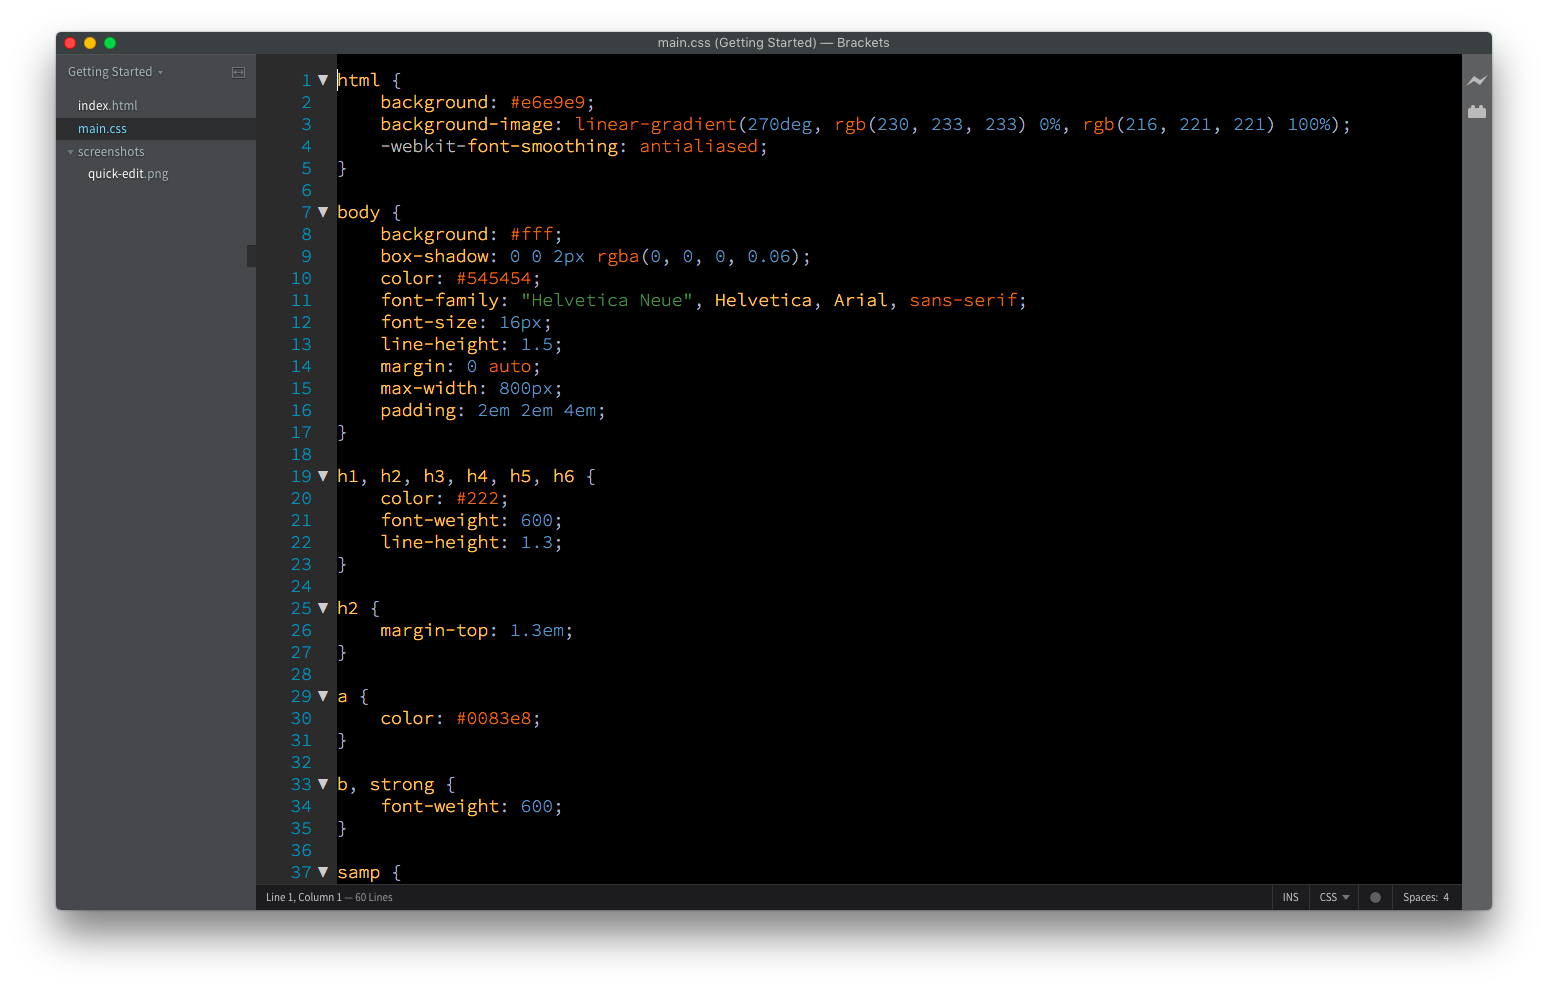 main.css (Getting Started) — Brackets
Getting Started
index.html
main.css
screenshots
quick-edit.png
1 html {
2     background: #e6e9e9;
3     background-image: linear-gradient(270deg, rgb(230, 233, 233) 0%, rgb(216, 221, 221) 100%);
4     -webkit-font-smoothing: antialiased;
5 }
6
7 body {
8     background: #fff;
9     box-shadow: 0 0 2px rgba(0, 0, 0, 0.06);
10     color: #545454;
11     font-family: "Helvetica Neue", Helvetica, Arial, sans-serif;
12     font-size: 16px;
13     line-height: 1.5;
14     margin: 0 auto;
15     max-width: 800px;
16     padding: 2em 2em 4em;
17 }
18
19 h1, h2, h3, h4, h5, h6 {
20     color: #222;
21     font-weight: 600;
22     line-height: 1.3;
23 }
24
25 h2 {
26     margin-top: 1.3em;
27 }
28
29 a {
30     color: #0083e8;
31 }
32
33 b, strong {
34     font-weight: 600;
35 }
36
37 samp {
Line 1, Column 1 — 60 Lines
INS
CSS
Spaces: 4